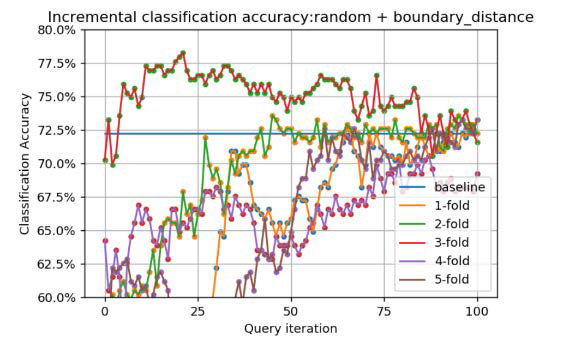 Incremental classification accuracy:random + boundary_distance
80.0%
77.5%
75.0%
72.5%
70.0%
67.5%
65.0%
62.5%
60.0%
Classification Accuracy
baseline
1-fold
2-fold
3-fold
4-fold
5-fold
0 25 50 75 100
Query iteration